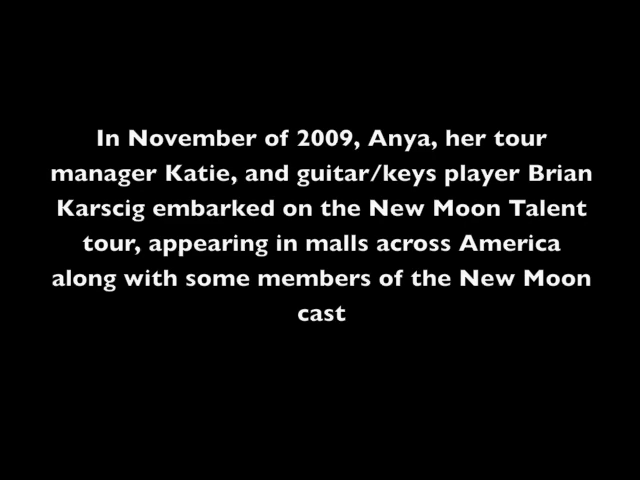 In November of 2009, Anya, her tour
manager Katie, and guitar/keys player Brian
Karscig embarked on the New Moon Talent
tour, appearing in malls across America
along with some members of the New Moon
cast